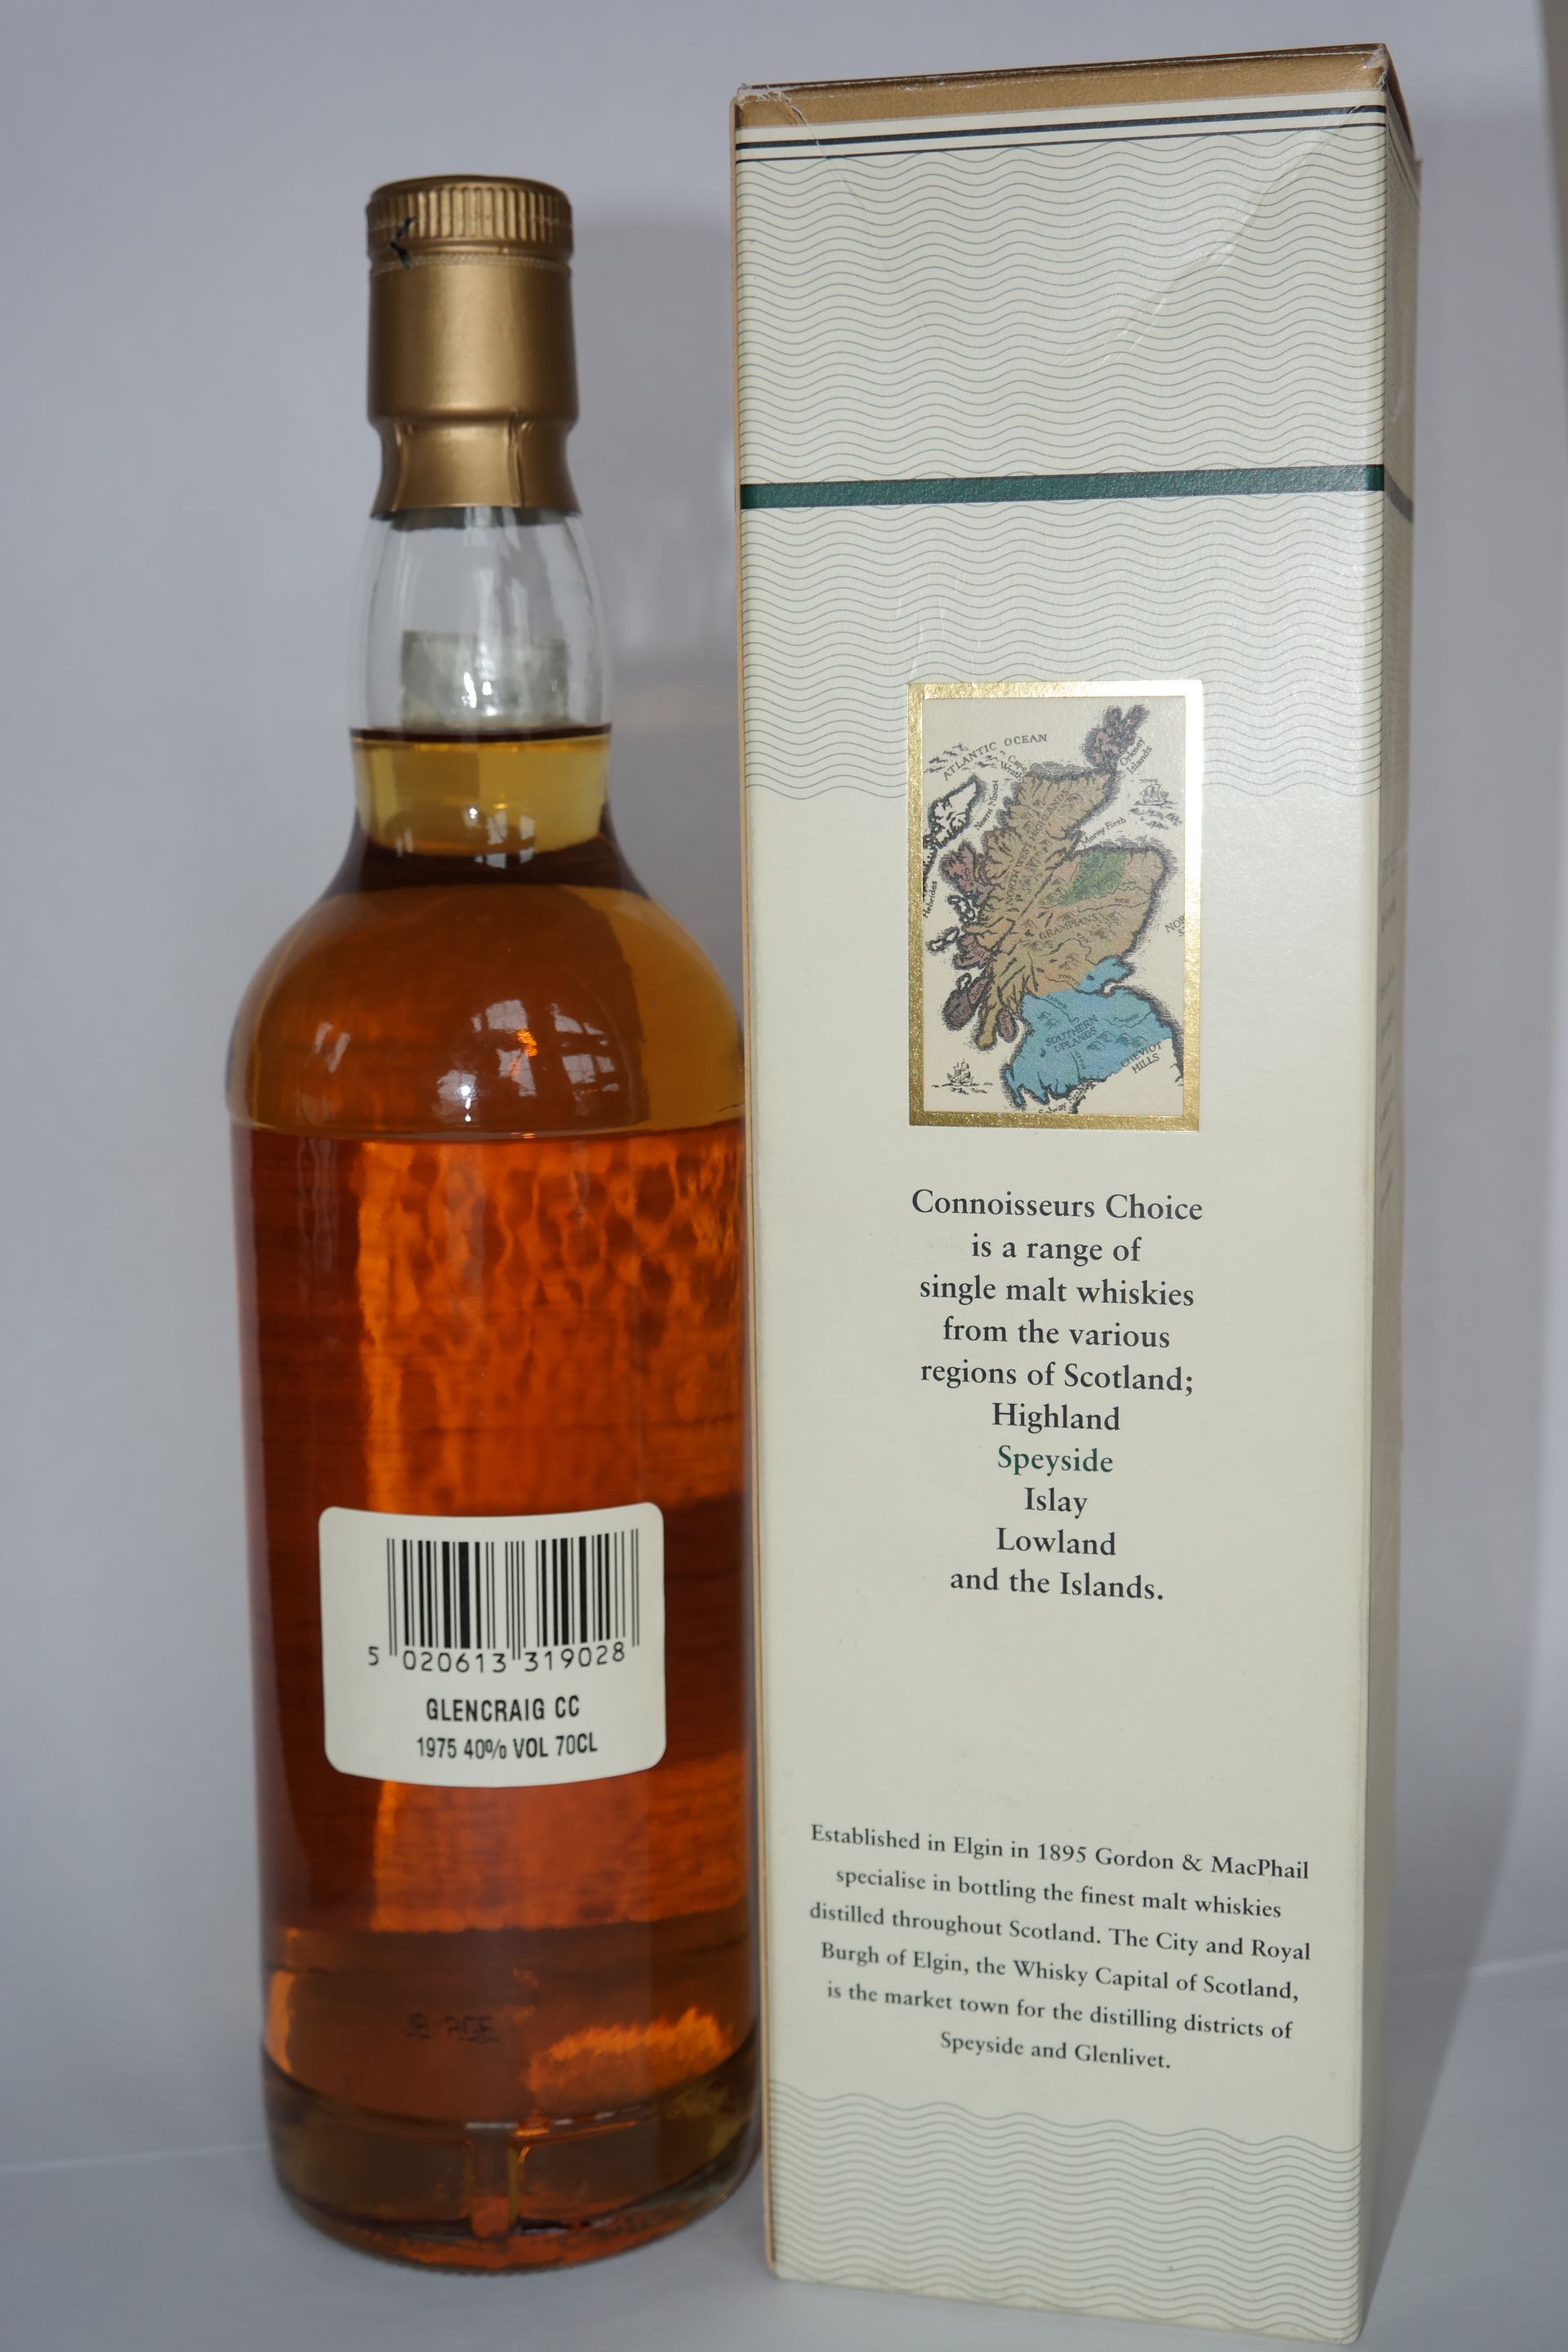 5 020613 319028
GLENCRAIG CC
1975 40% VOL 70CL
ATLANTIC OCEAN
Cape
Wrath
Orkney
Islands
Moray Firth
Hebrides
GRAMPIANS
SOUTHERN
UPLANDS
CHEVIOT
HILLS
Connoisseurs Choice
is a range of
single malt whiskies
from the various
regions of Scotland;
Highland
Speyside
Islay
Lowland
and the Islands.
Established in Elgin in 1895 Gordon & MacPhail
specialise in bottling the finest malt whiskies
distilled throughout Scotland. The City and Royal
Burgh of Elgin, the Whisky Capital of Scotland,
is the market town for the distilling districts of
Speyside and Glenlivet.